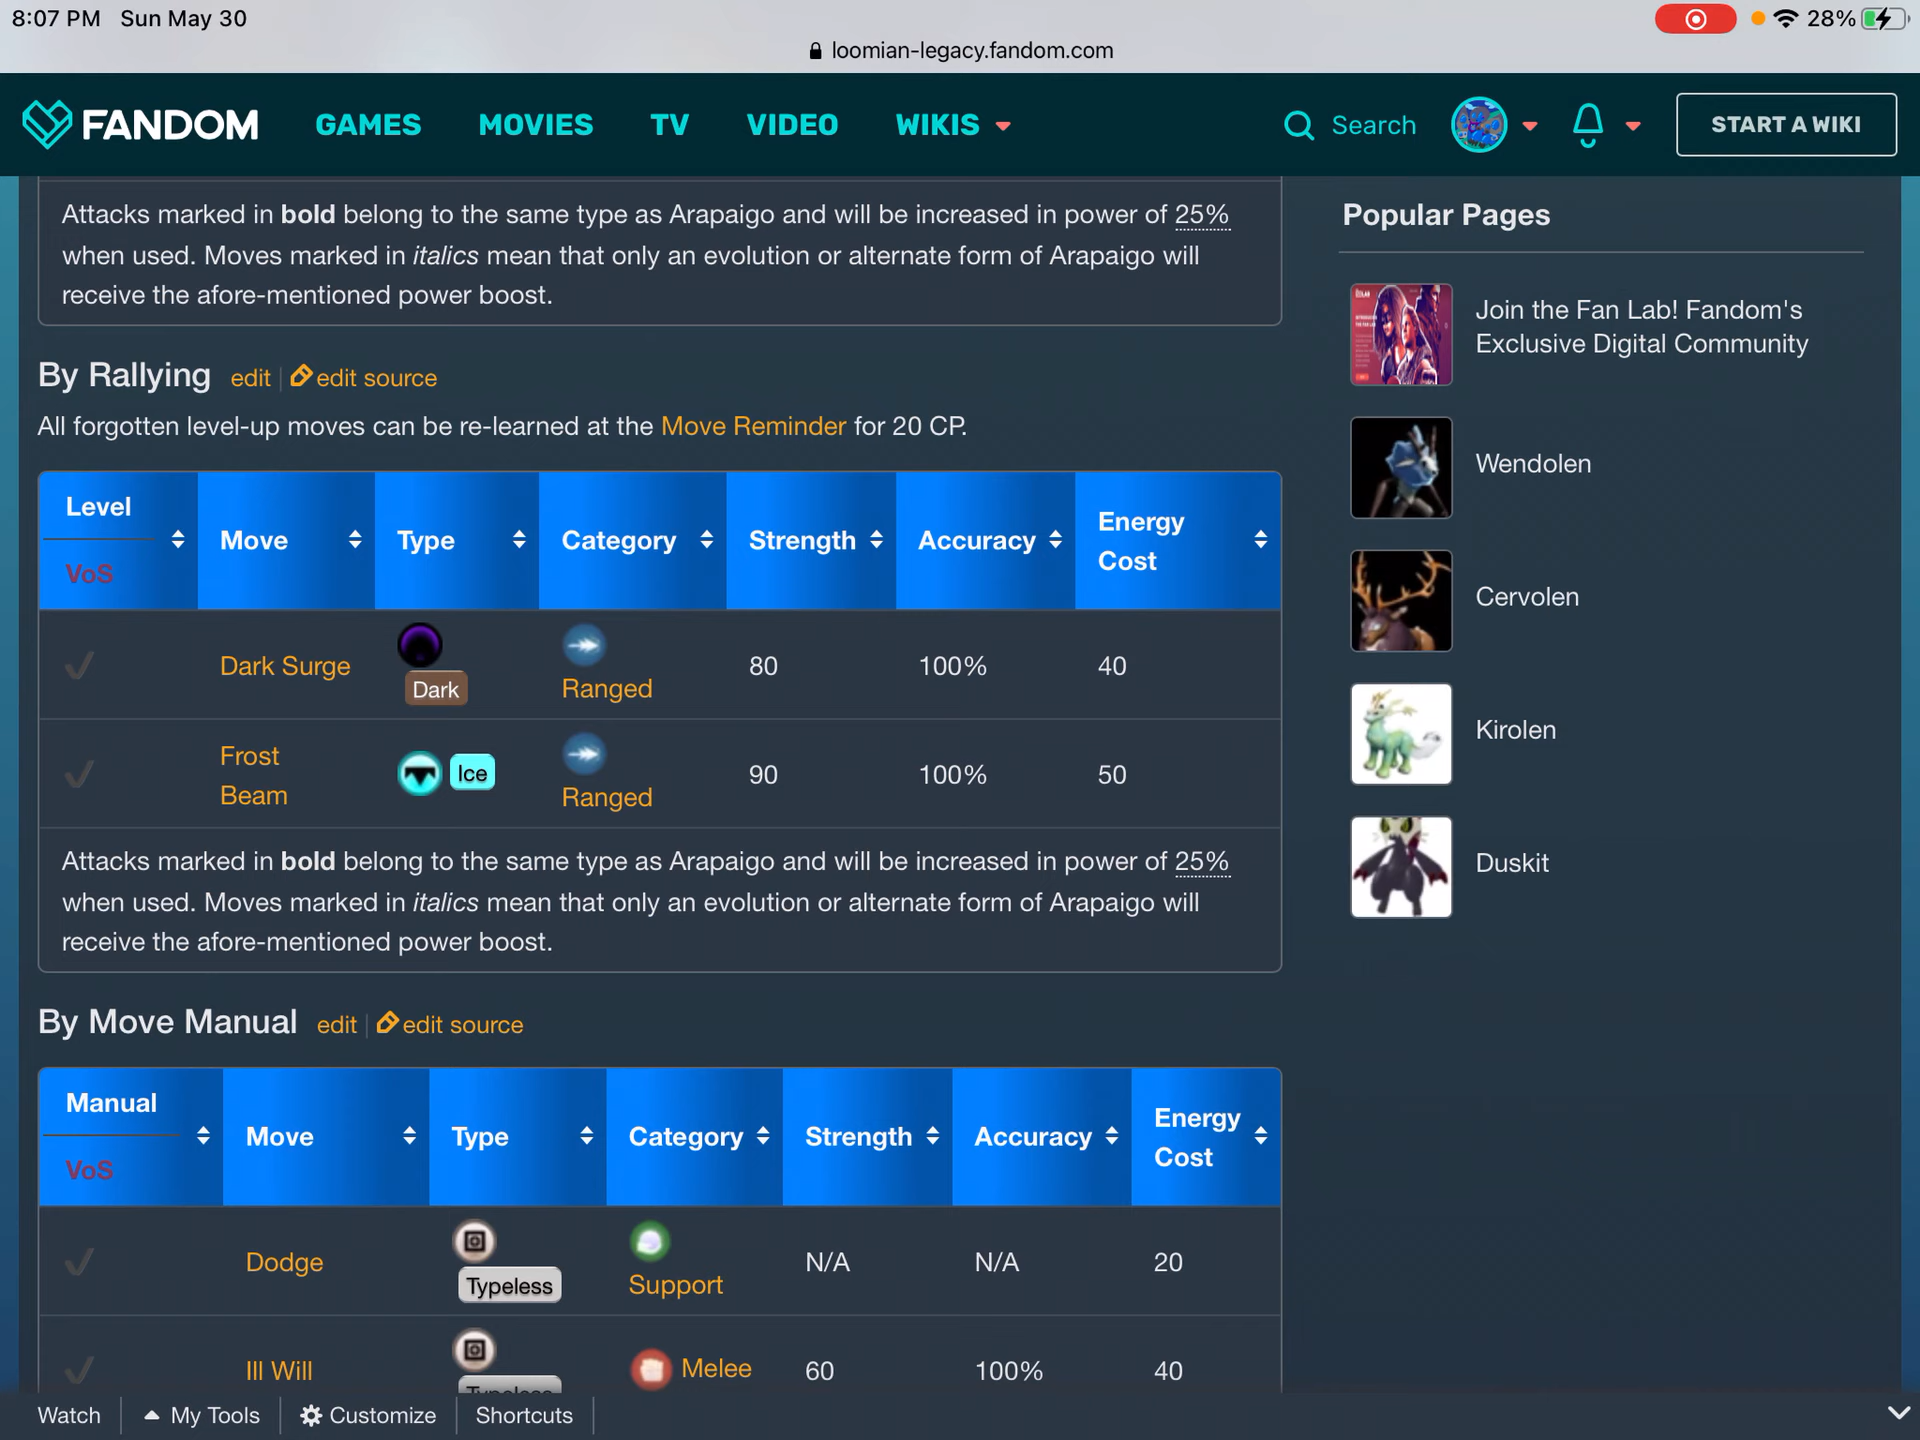 8:07 PM Sun May 30
28%
loomian-legacy.fandom.com
FANDOM GAMES MOVIES TV VIDEO WIKIS Search START A WIKI
Attacks marked in bold belong to the same type as Arapaigo and will be increased in power of 25%
when used. Moves marked in italics mean that only an evolution or alternate form of Arapaigo will
receive the afore-mentioned power boost.
By Rallying edit | edit source
All forgotten level-up moves can be re-learned at the Move Reminder for 20 CP.
Level VoS Move Type Category Strength Accuracy Energy Cost
Dark Surge Dark Ranged 80 100% 40
Frost Beam Ice Ranged 90 100% 50
Attacks marked in bold belong to the same type as Arapaigo and will be increased in power of 25%
when used. Moves marked in italics mean that only an evolution or alternate form of Arapaigo will
receive the afore-mentioned power boost.
By Move Manual edit | edit source
Manual VoS Move Type Category Strength Accuracy Energy Cost
Dodge Typeless Support N/A N/A 20
Ill Will Typeless Melee 60 100% 40
Popular Pages
Join the Fan Lab! Fandom's
Exclusive Digital Community
Wendolen
Cervolen
Kirolen
Duskit
Watch My Tools Customize Shortcuts